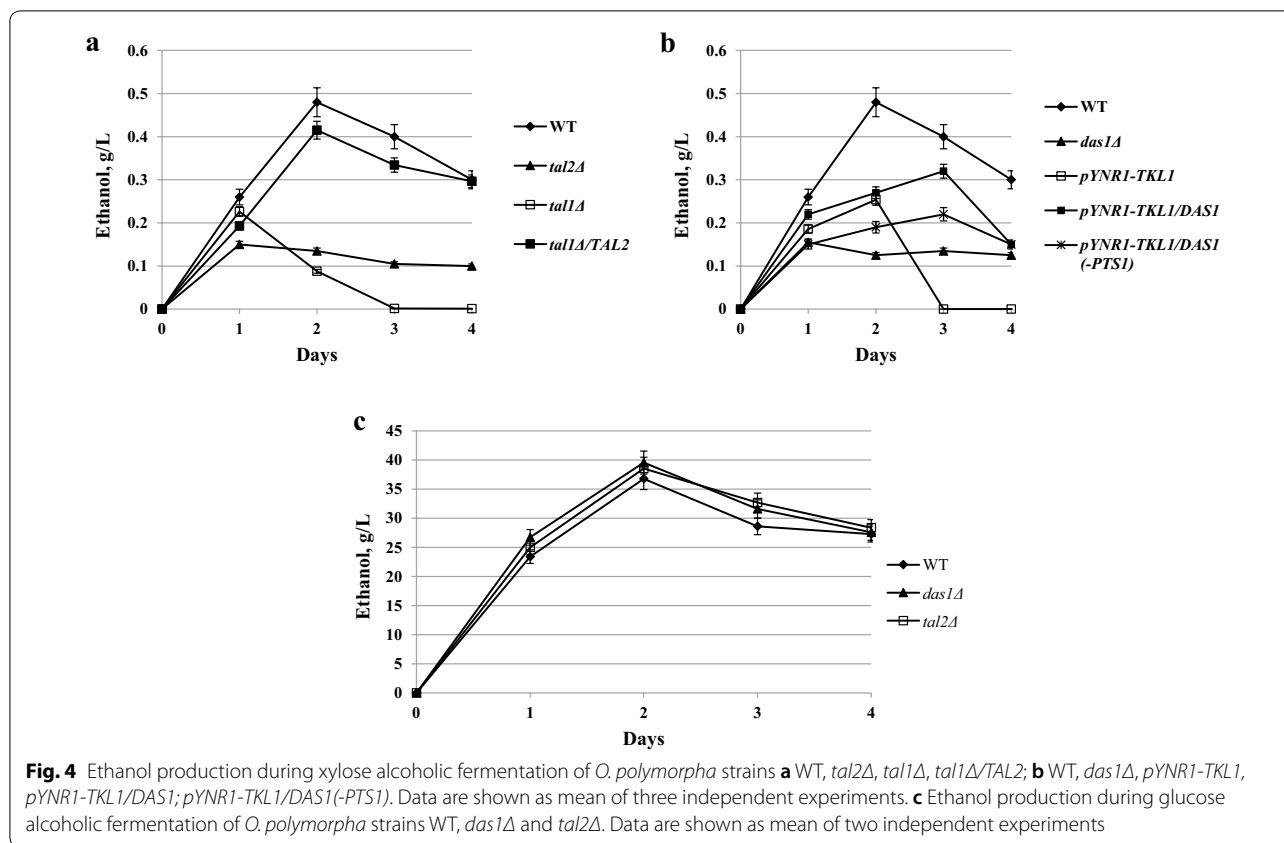 a
0.6
0.5
0.4
0.3
0.2
0.1
0
Ethanol, g/L
0 1 2 3 4
Days
WT
tal2Δ
tal1Δ
tal1Δ/TAL2
b
0.6
0.5
0.4
0.3
0.2
0.1
0
Ethanol, g/L
0 1 2 3 4
Days
WT
das1Δ
pYNR1-TKL1
pYNR1-TKL1/DAS1
pYNR1-TKL1/DAS1
(-PTS1)
c
45
40
35
30
25
20
15
10
5
0
Ethanol, g/L
0 1 2 3 4
Days
WT
das1Δ
tal2Δ
Fig. 4 Ethanol production during xylose alcoholic fermentation of O. polymorpha strains a WT, tal2Δ, tal1Δ, tal1Δ/TAL2; b WT, das1Δ, pYNR1-TKL1,
pYNR1-TKL1/DAS1; pYNR1-TKL1/DAS1(-PTS1). Data are shown as mean of three independent experiments. c Ethanol production during glucose
alcoholic fermentation of O. polymorpha strains WT, das1Δ and tal2Δ. Data are shown as mean of two independent experiments